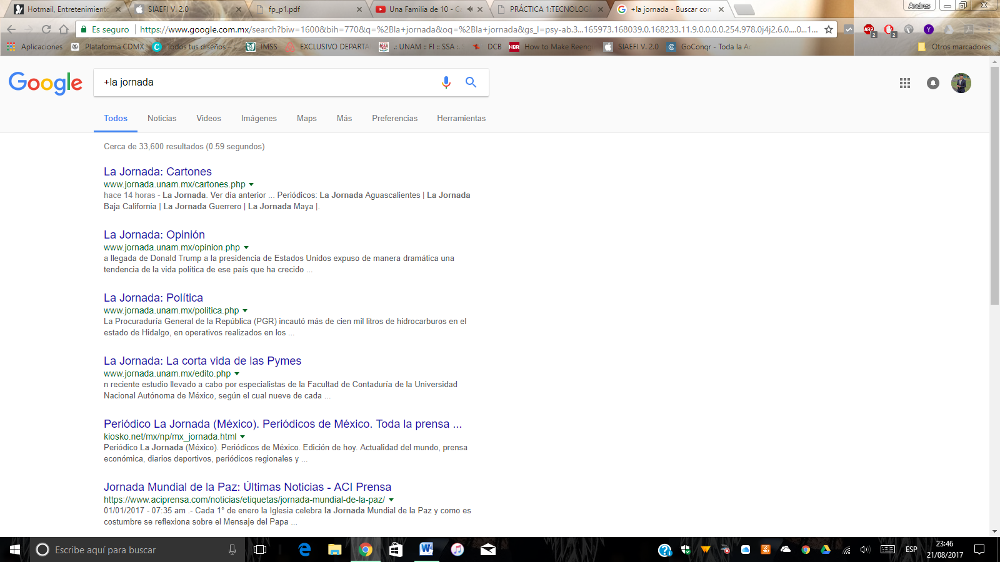 Hotmail, Entretenimiento
SIAEFI V. 2.0
fp_p1.pdf
Una Familia de 10 - C
PRÁCTICA 1:TECNOLOG
+la jornada - Buscar con
Andres
Es seguro
https://www.google.com.mx/search?biw=1600&bih=770&q=%2Bla+jornada&oq=%2Bla+jornada&gs_l=psy-ab.3...165973.168039.0.168233.11.9.0.0.0.0.254.978.0j4j2.6.0....0...1...
ABP
2
2
Y
Aplicaciones
Plataforma CDMX
Todos tus diseños –
IMSS
EXCLUSIVO DEPARTA
.: UNAM :: FI :: SSA :.
DCB
HBR
How to Make Reeng
SIAEFI V. 2.0
GoConqr - Toda la Ac
Otros marcadores
Google
+la jornada
Todos
Noticias
Videos
Imágenes
Maps
Más
Preferencias
Herramientas
Cerca de 33,600 resultados (0.59 segundos)
La Jornada: Cartones
www.jornada.unam.mx/cartones.php
hace 14 horas - La Jornada. Ver día anterior ... Periódicos: La Jornada Aguascalientes | La Jornada
Baja California | La Jornada Guerrero | La Jornada Maya |.
La Jornada: Opinión
www.jornada.unam.mx/opinion.php
a llegada de Donald Trump a la presidencia de Estados Unidos expuso de manera dramática una
tendencia de la vida política de ese país que ha crecido ...
La Jornada: Política
www.jornada.unam.mx/politica.php
La Procuraduría General de la República (PGR) incautó más de cien mil litros de hidrocarburos en el
estado de Hidalgo, en operativos realizados en los ...
La Jornada: La corta vida de las Pymes
www.jornada.unam.mx/edito.php
n reciente estudio llevado a cabo por especialistas de la Facultad de Contaduría de la Universidad
Nacional Autónoma de México, según el cual nueve de cada ...
Periódico La Jornada (México). Periódicos de México. Toda la prensa ...
kiosko.net/mx/np/mx_jornada.html
Periódico La Jornada (México). Periódicos de México. Edición de hoy. Actualidad del mundo, prensa
económica, diarios deportivos, periódicos regionales y ...
Jornada Mundial de la Paz: Últimas Noticias - ACI Prensa
https://www.aciprensa.com/noticias/etiquetas/jornada-mundial-de-la-paz/
01/01/2017 - 07:35 am .- Cada 1° de enero la Iglesia celebra la Jornada Mundial de la Paz y como es
costumbre se reflexiona sobre el Mensaje del Papa ...
Escribe aquí para buscar
ESP
23:46
21/08/2017